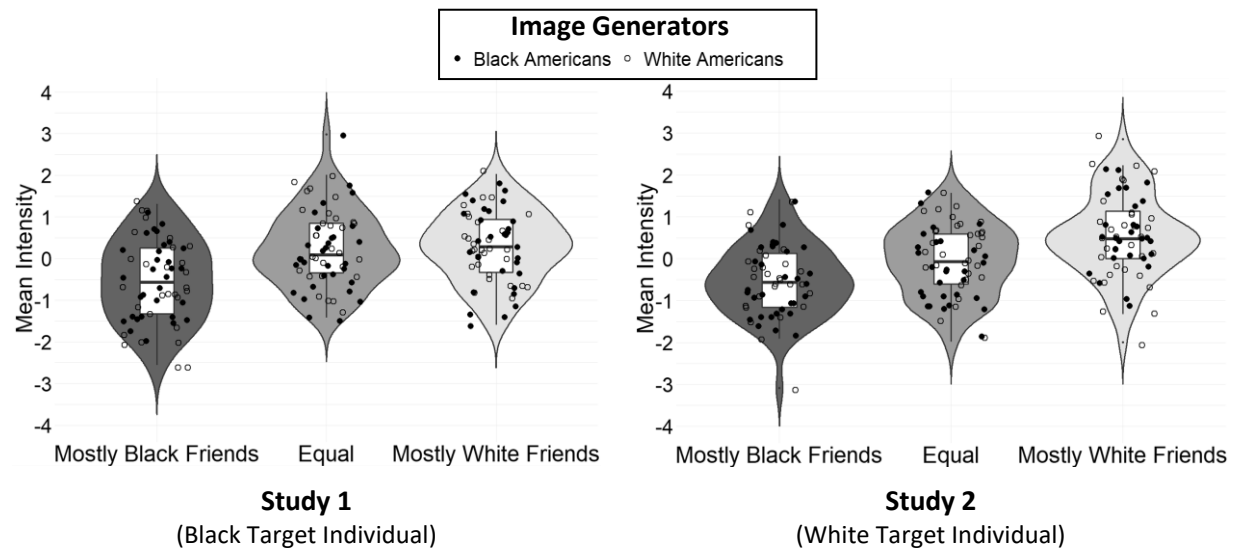 Image Generators
• Black Americans ○ White Americans
Mean Intensity
4
3
2
1
0
-1
-2
-3
-4
Mostly Black Friends Equal Mostly White Friends
Study 1
(Black Target Individual)
Mean Intensity
4
3
2
1
0
-1
-2
-3
-4
Mostly Black Friends Equal Mostly White Friends
Study 2
(White Target Individual)